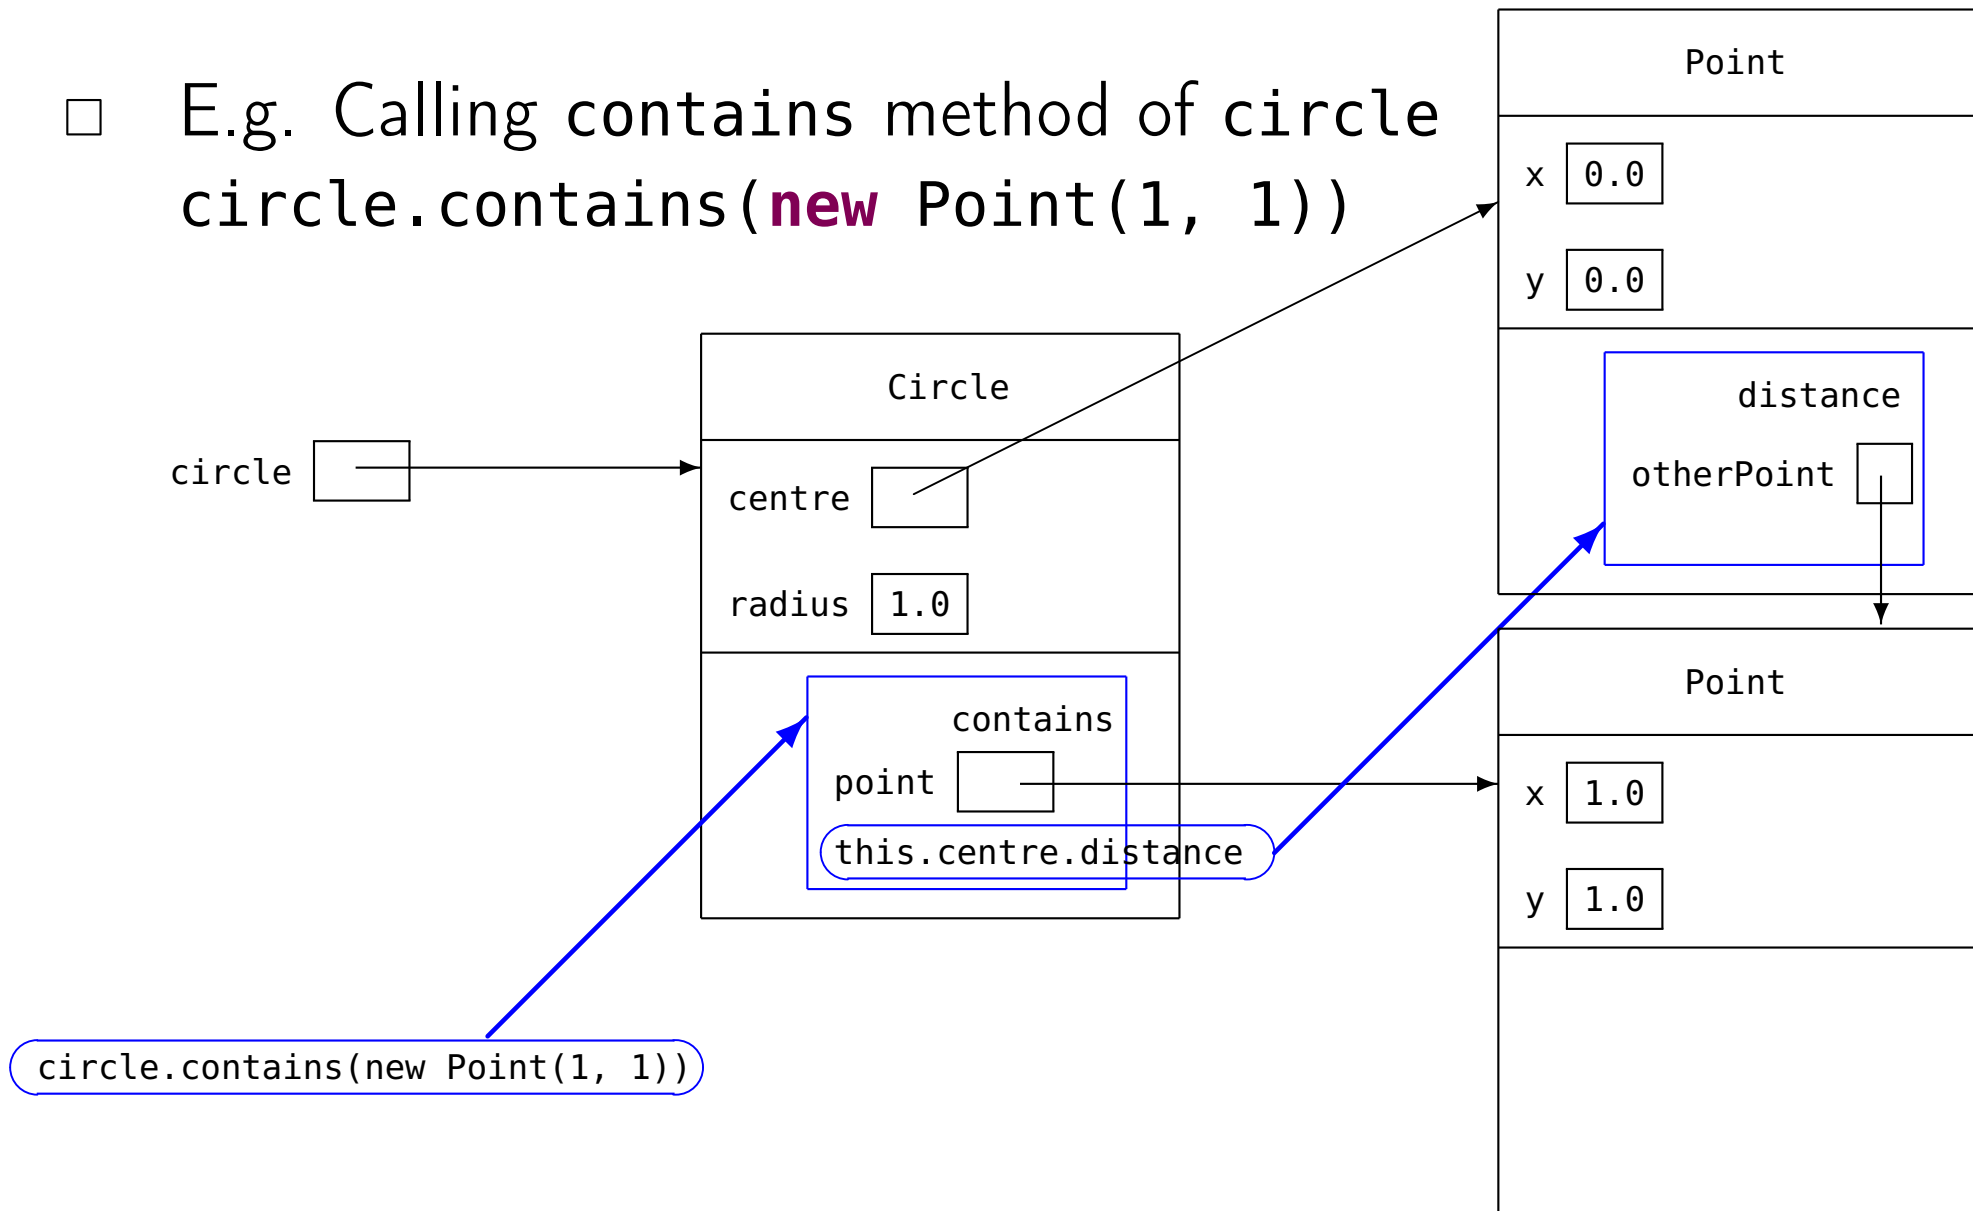 E.g. Calling contains method of circle
circle.contains(new Point(1, 1))
Point
x 0.0
y 0.0
distance
otherPoint
Circle
circle
centre
radius 1.0
contains
point
this.centre.distance
Point
x 1.0
y 1.0
circle.contains(new Point(1, 1))